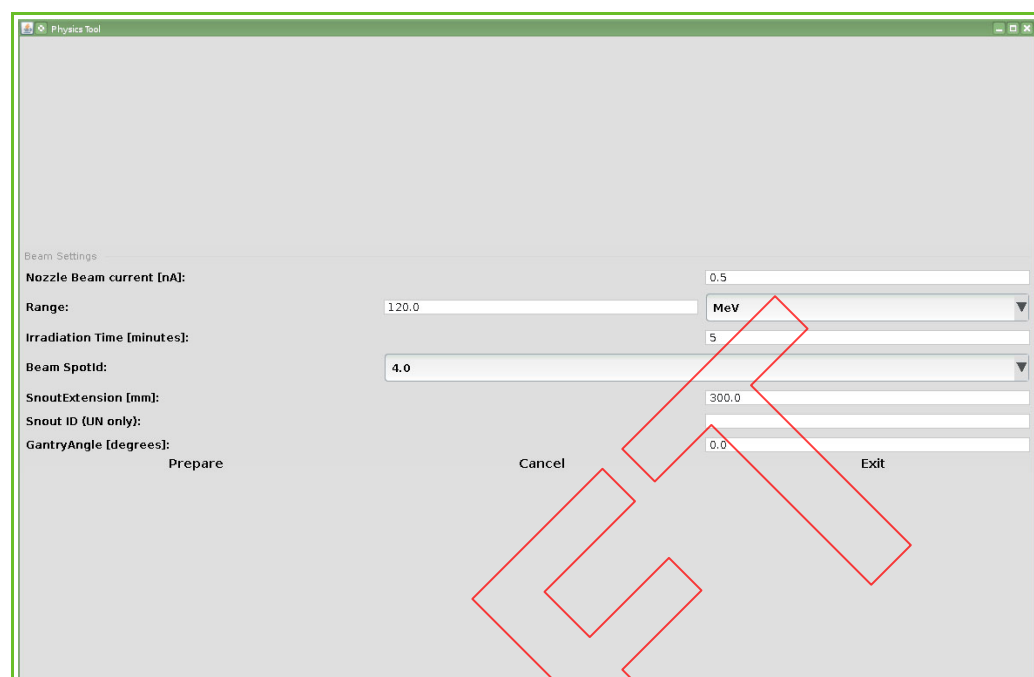 Physics Tool
Beam Settings
Nozzle Beam current [nA]: 0.5
Range: 120.0 MeV
Irradiation Time [minutes]: 5
Beam SpotId: 4.0
SnoutExtension [mm]: 300.0
Snout ID (UN only):
GantryAngle [degrees]: 0.0
Prepare Cancel Exit